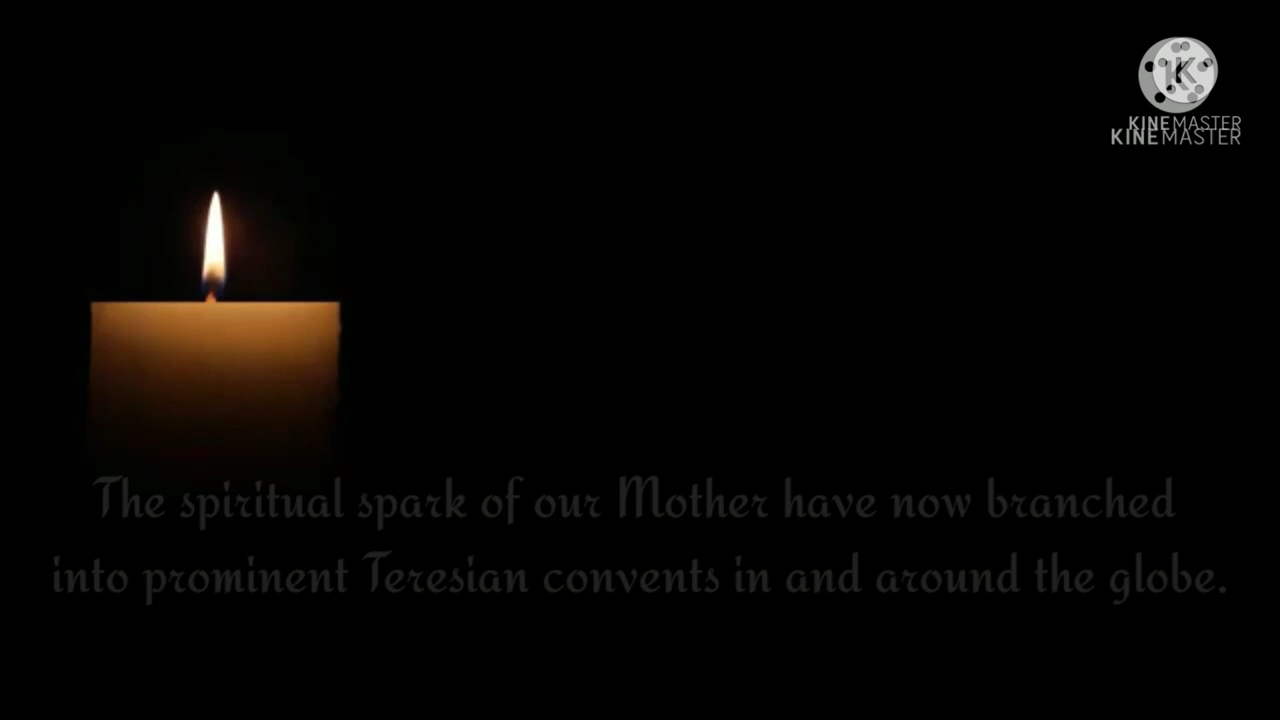 KINEMASTER
KINEMASTER
The spiritual spark of our Mother have now branched
into prominent Teresian convents in and around the globe.